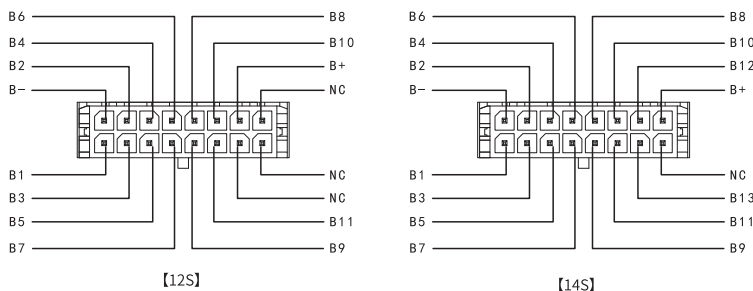 B6 B8
B4 B10
B2 B+
B- NC
B1 NC
B3 NC
B5 B11
B7 B9
【12S】
B6 B8
B4 B10
B2 B12
B- B+
B1 NC
B3 B13
B5 B11
B7 B9
【14S】